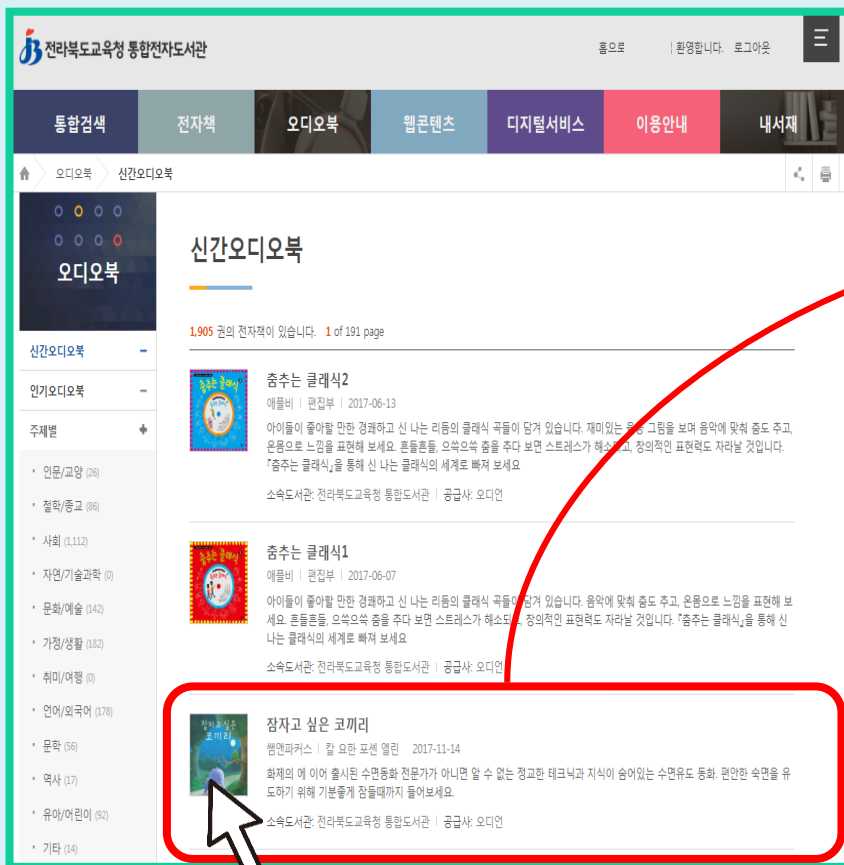 전라북도교육청 통합전자도서관
홈으로 | 환영합니다. 로그아웃
통합검색 전자책 오디오북 웹콘텐츠 디지털서비스 이용안내 내서재
오디오북 신간오디오북
오디오북
신간오디오북
인기오디오북
주제별
인문/교양 (26)
철학/종교 (86)
사회 (1,112)
자연/기술과학 (0)
문화/예술 (142)
가정/생활 (182)
취미/여행 (0)
언어/외국어 (178)
문학 (56)
역사 (17)
유아/어린이 (92)
기타 (14)
신간오디오북
1,905 권의 전자책이 있습니다. 1 of 191 page
춤추는 클래식2
애플비 | 편집부 | 2017-06-13
아이들이 좋아할 만한 경쾌하고 신 나는 리듬의 클래식 곡들이 담겨 있습니다. 재미있는 율동 그림을 보며 음악에 맞춰 춤도 추고,
온몸으로 느낌을 표현해 보세요. 흔들흔들, 으쓱으쓱 춤을 추다 보면 스트레스가 해소되고, 창의적인 표현력도 자라날 것입니다.
『춤추는 클래식』을 통해 신 나는 클래식의 세계로 빠져 보세요
소속도서관: 전라북도교육청 통합도서관 | 공급사: 오디언
춤추는 클래식1
애플비 | 편집부 | 2017-06-07
아이들이 좋아할 만한 경쾌하고 신 나는 리듬의 클래식 곡들이 담겨 있습니다. 음악에 맞춰 춤도 추고, 온몸으로 느낌을 표현해 보
세요. 흔들흔들, 으쓱으쓱 춤을 추다 보면 스트레스가 해소되고, 창의적인 표현력도 자라날 것입니다. 『춤추는 클래식』을 통해 신
나는 클래식의 세계로 빠져 보세요
소속도서관: 전라북도교육청 통합도서관 | 공급사: 오디언
잠자고 싶은
코끼리
잠자고 싶은 코끼리
쌤앤파커스 | 칼 요한 포셴 엘린 2017-11-14
화제의 에 이어 출시된 수면동화 전문가가 아니면 알 수 없는 정교한 테크닉과 지식이 숨어있는 수면유도 동화. 편안한 숙면을 유
도하기 위해 기분좋게 잠들때까지 들어보세요.
소속도서관: 전라북도교육청 통합도서관 | 공급사: 오디언